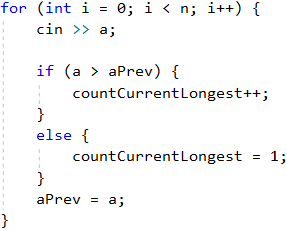 for (int i = 0; i < n; i++) {
    cin >> a;

    if (a > aPrev) {
        countCurrentLongest++;
    }
    else {
        countCurrentLongest = 1;
    }
    aPrev = a;
}